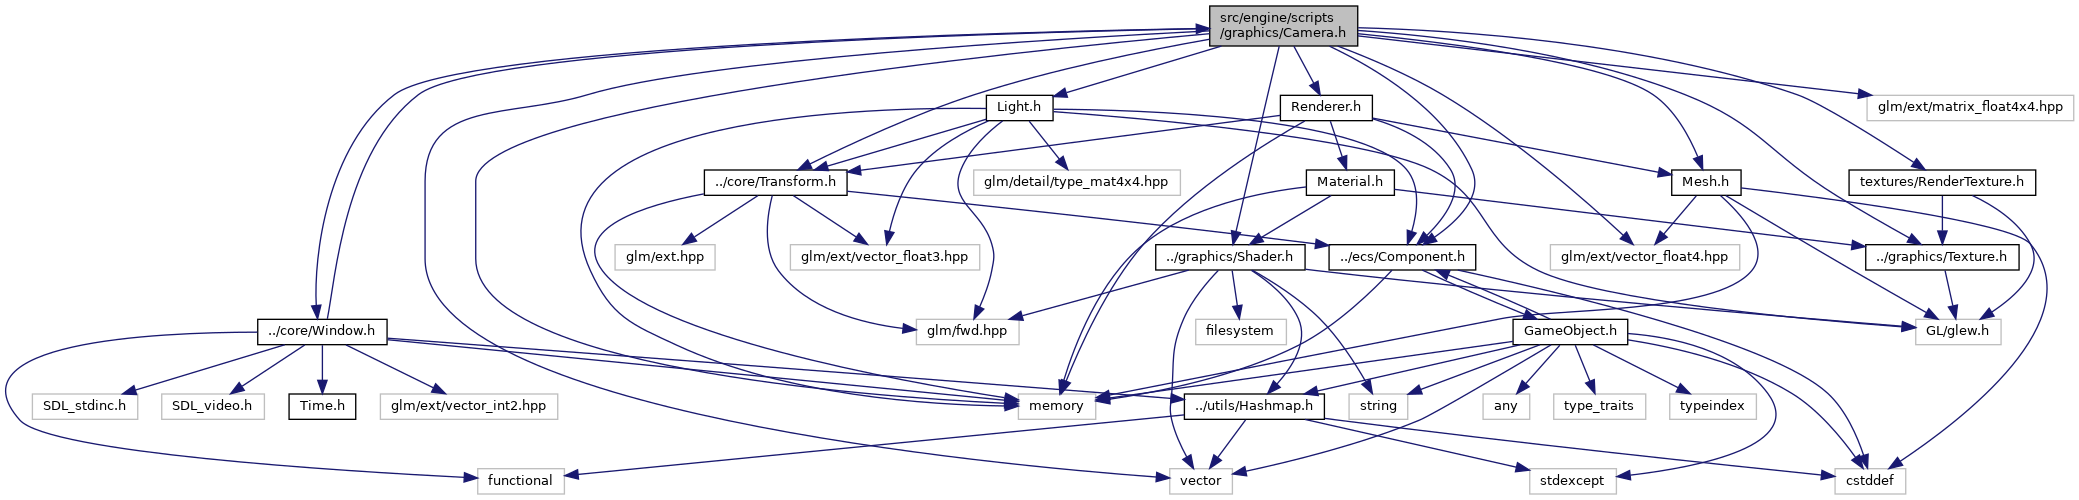 src/engine/scripts
/graphics/Camera.h
Light.h
Renderer.h
glm/ext/matrix_float4x4.hpp
../core/Transform.h
glm/detail/type_mat4x4.hpp
Material.h
Mesh.h
textures/RenderTexture.h
glm/ext.hpp
glm/ext/vector_float3.hpp
../graphics/Shader.h
../ecs/Component.h
glm/ext/vector_float4.hpp
../graphics/Texture.h
../core/Window.h
glm/fwd.hpp
filesystem
GameObject.h
GL/glew.h
SDL_stdinc.h
SDL_video.h
Time.h
glm/ext/vector_int2.hpp
memory
../utils/Hashmap.h
string
any
type_traits
typeindex
functional
vector
stdexcept
cstddef